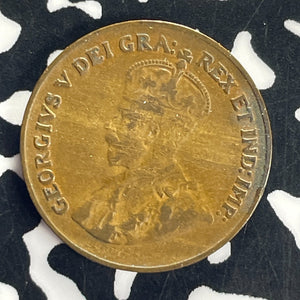 GEORGIVS V DEI GRA: REX ET IND: IMP: